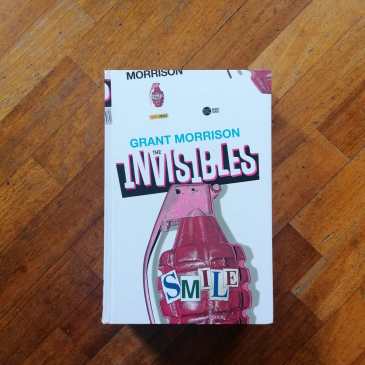 MORRISON
GRANT MORRISON
THE
INVISIBLES
SMILE